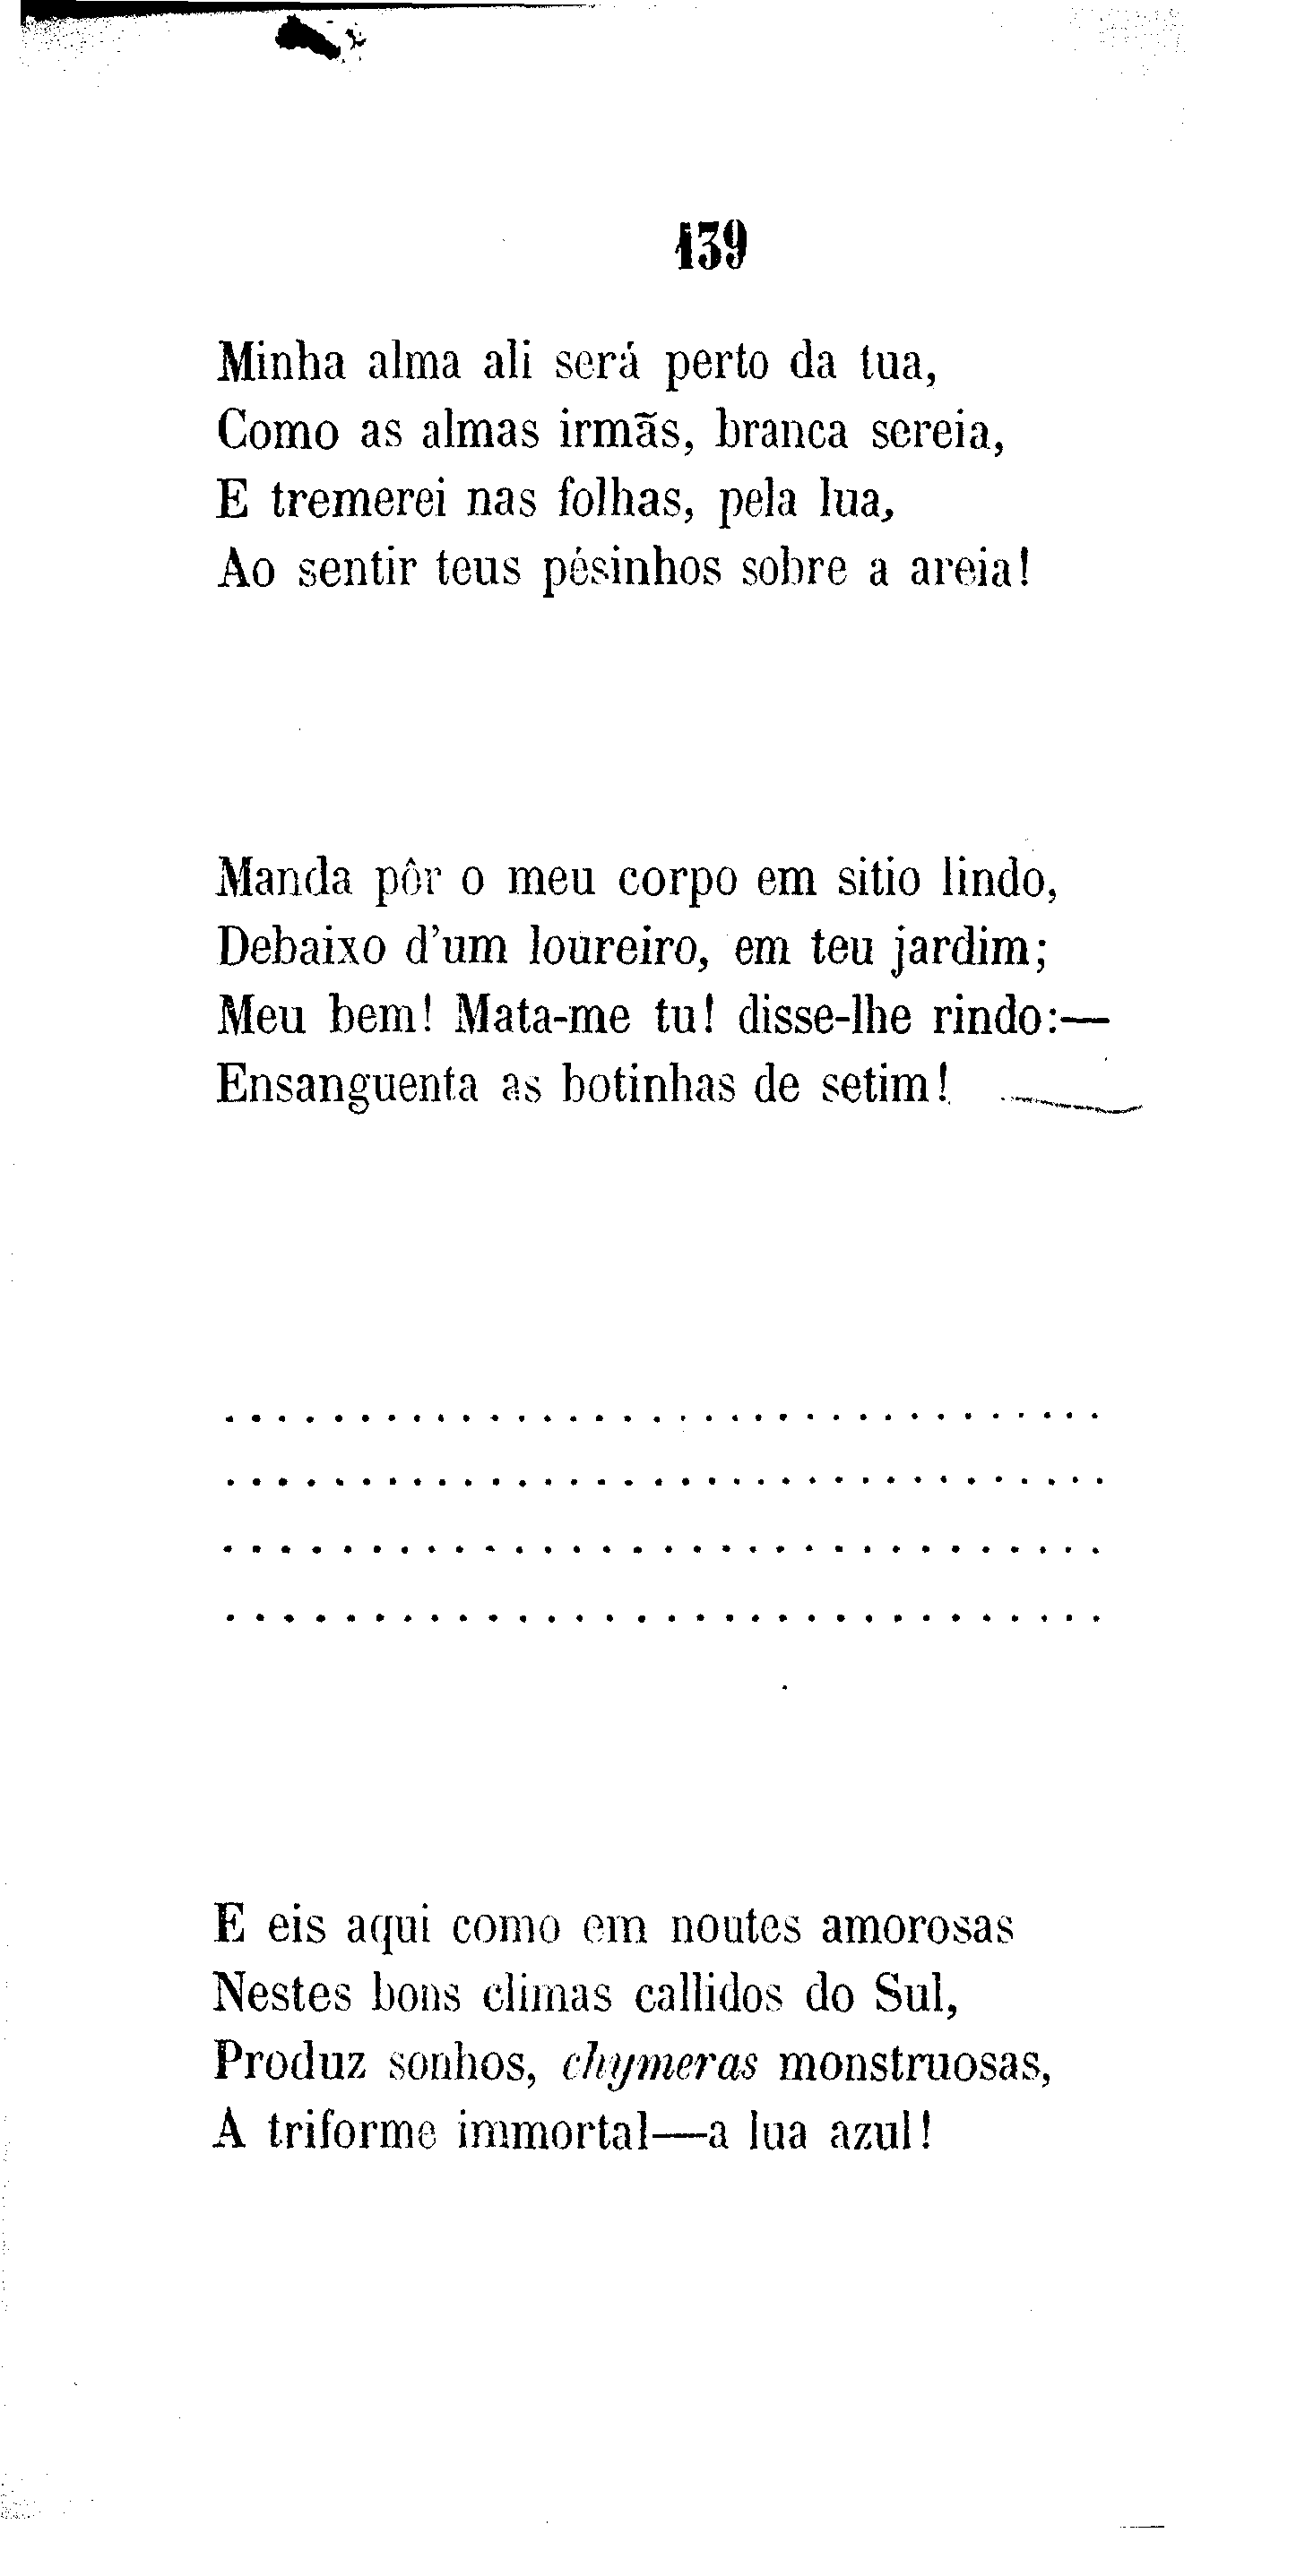 139
Minha alma ali será perto da tua,
Como as almas irmãs, branca sereia,
E tremerei nas folhas, pela lua,
Ao sentir teus pésinhos sobre a areia!
Manda pôr o meu corpo em sitio lindo,
Debaixo d'um loureiro, em teu jardim;
Meu bem! Mata-me tu! disse-lhe rindo:—
Ensanguenta as botinhas de setim!
. . . . . . . . . . . . . . . . . . . . . . . . . . . . . . . . . .
. . . . . . . . . . . . . . . . . . . . . . . . . . . . . . . . . .
. . . . . . . . . . . . . . . . . . . . . . . . . . . . . . .
. . . . . . . . . . . . . . . . . . . . . . . . . . . . . . .
E eis aqui como em noutes amorosas
Nestes bons climas callidos do Sul,
Produz sonhos, chymeras monstruosas,
A triforme immortal—a lua azul!